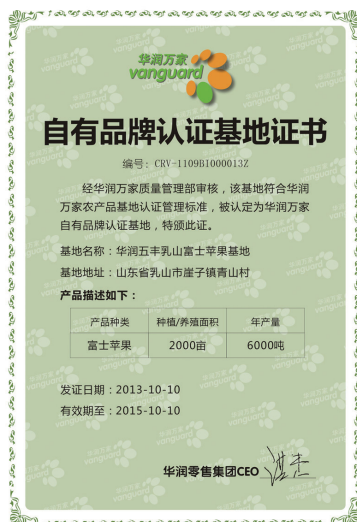 华润万家
vanguard
自有品牌认证基地证书
编号：CRV-1109B1000013Z
经华润万家质量管理部审核，该基地符合华润
万家农产品基地认证管理标准，被认定为华润万家
自有品牌认证基地，特颁此证。
基地名称：华润五丰乳山富士苹果基地
基地地址：山东省乳山市崖子镇青山村
产品描述如下：
产品种类 种植/养殖面积 年产量
富士苹果 2000亩 6000吨
发证日期：2013-10-10
有效期至：2015-10-10
华润零售集团CEO